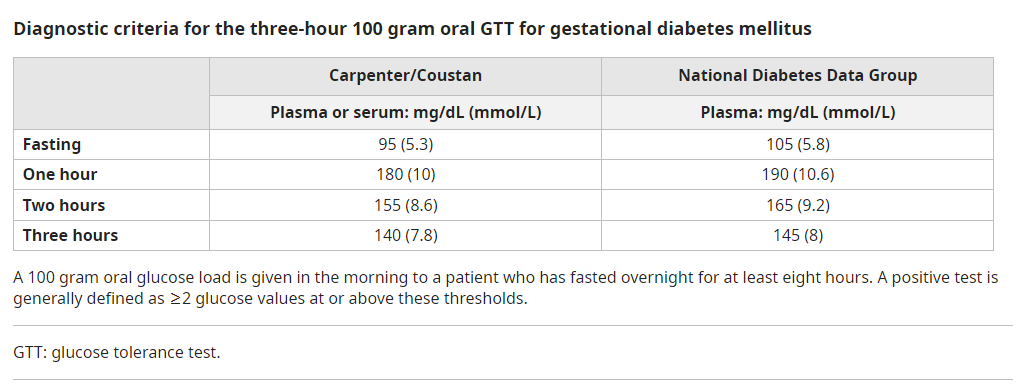 Diagnostic criteria for the three-hour 100 gram oral GTT for gestational diabetes mellitus
Carpenter/Coustan National Diabetes Data Group
Plasma or serum: mg/dL (mmol/L) Plasma: mg/dL (mmol/L)
Fasting 95 (5.3) 105 (5.8)
One hour 180 (10) 190 (10.6)
Two hours 155 (8.6) 165 (9.2)
Three hours 140 (7.8) 145 (8)
A 100 gram oral glucose load is given in the morning to a patient who has fasted overnight for at least eight hours. A positive test is
generally defined as ≥2 glucose values at or above these thresholds.
GTT: glucose tolerance test.